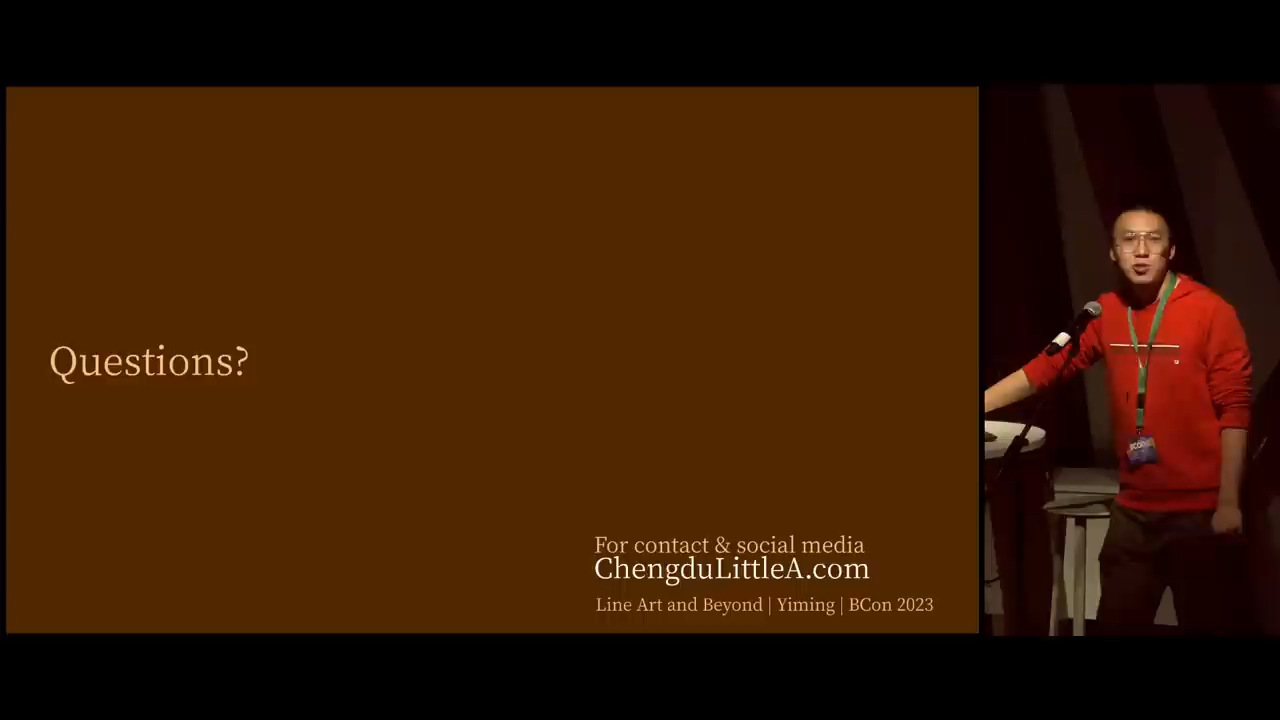 Questions?
For contact & social media
ChengduLittleA.com
Line Art and Beyond | Yiming | BCon 2023